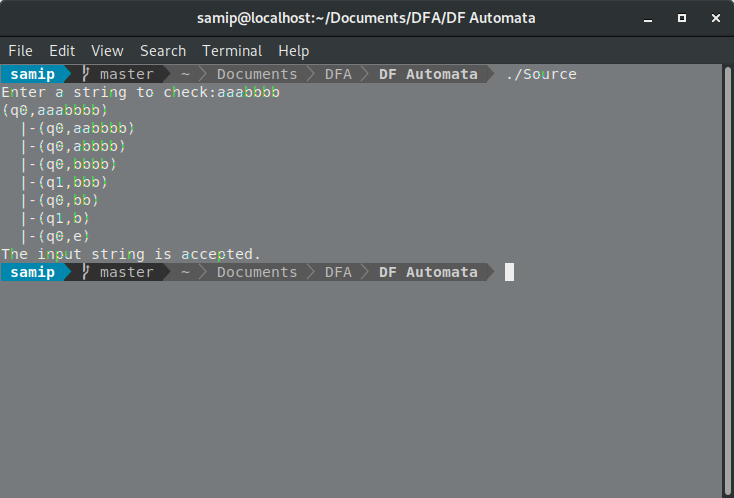 samip@localhost:~/Documents/DFA/DF Automata
File Edit View Search Terminal Help
samip master ~ Documents DFA DF Automata ./Source
Enter a string to check:aaabbbb
(q0,aaabbbb)
|-(q0,aabbbb)
|-(q0,abbbb)
|-(q0,bbbb)
|-(q1,bbb)
|-(q0,bb)
|-(q1,b)
|-(q0,e)
The input string is accepted.
samip master ~ Documents DFA DF Automata